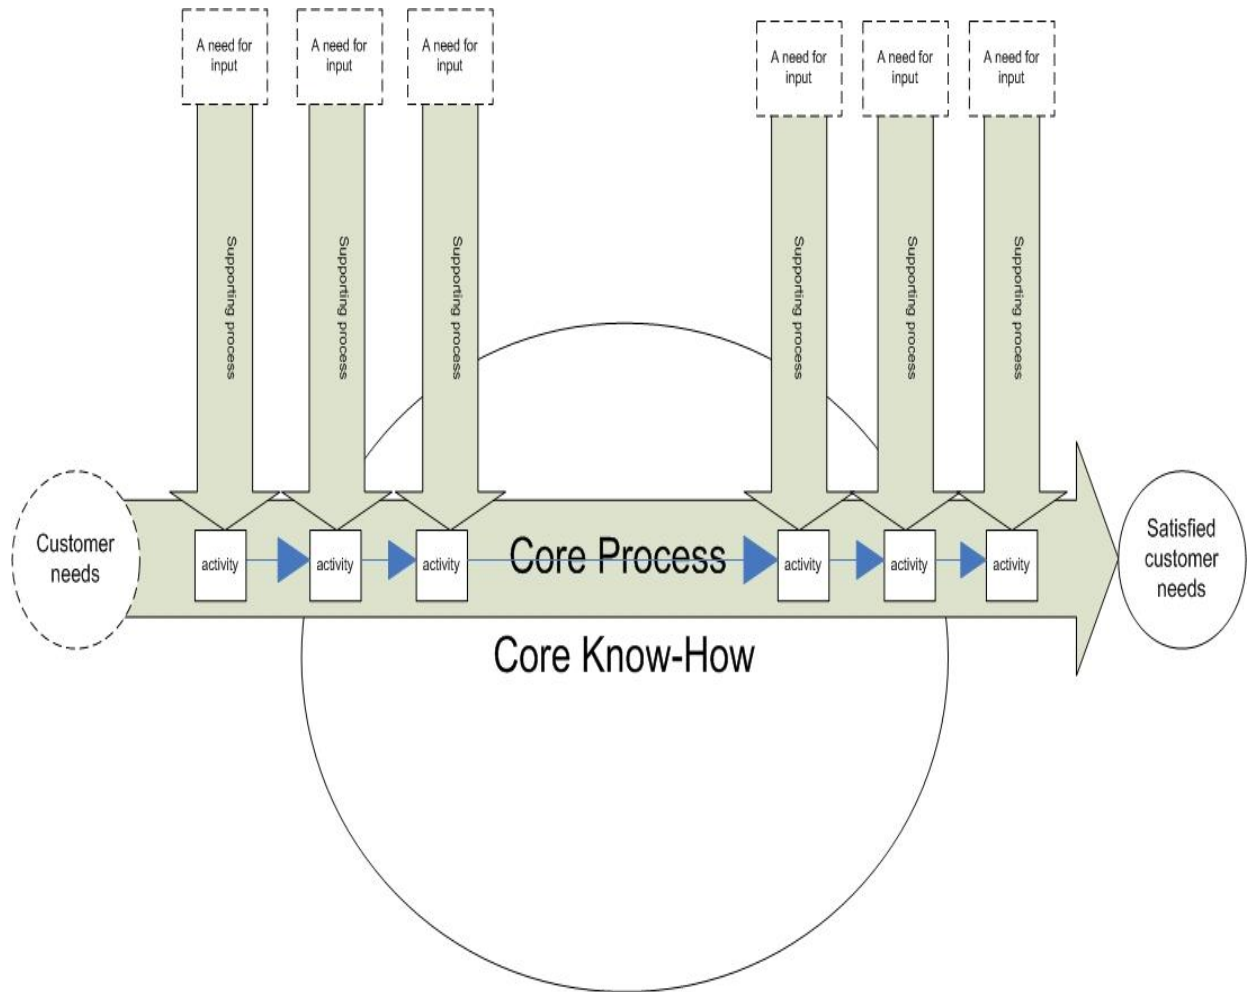 A need for
input
A need for
input
A need for
input
A need for
input
A need for
input
A need for
input
Supporting process
Supporting process
Supporting process
Supporting process
Supporting process
Supporting process
Customer
needs
activity
activity
activity
Core Process
activity
activity
activity
Satisfied
customer
needs
Core Know-How